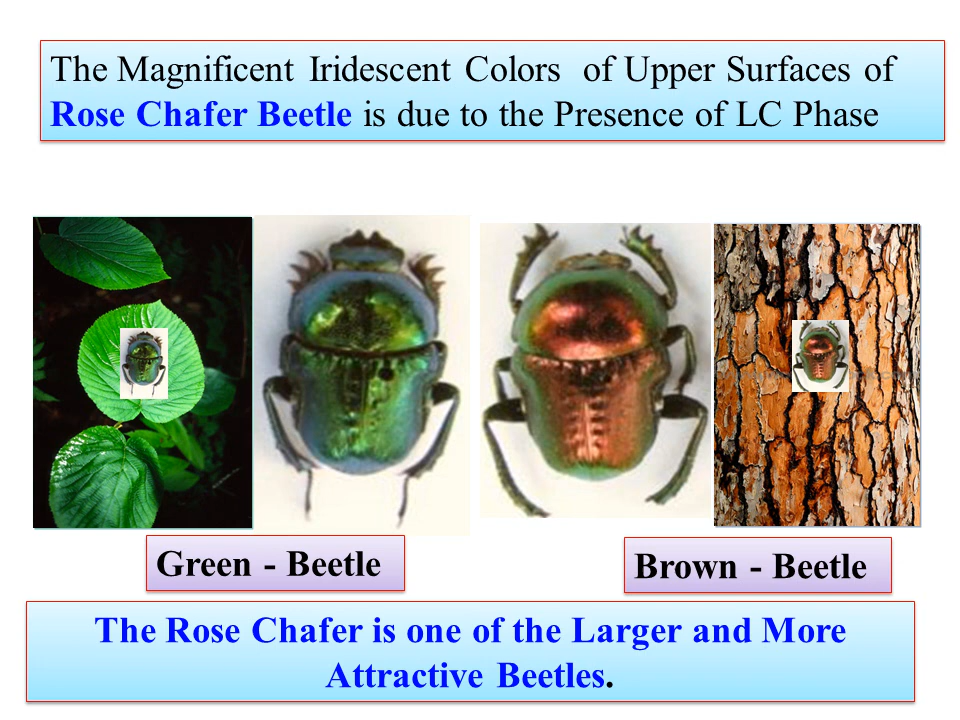 The Magnificent Iridescent Colors of Upper Surfaces of
Rose Chafer Beetle is due to the Presence of LC Phase
Green - Beetle
Brown - Beetle
The Rose Chafer is one of the Larger and More
Attractive Beetles.